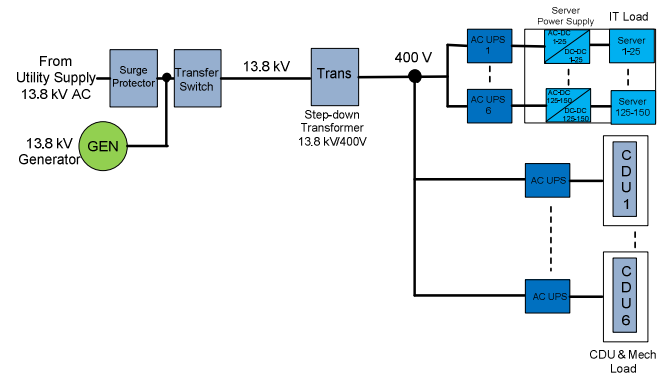 From
Utility Supply
13.8 kV AC
Surge
Protector
Transfer
Switch
13.8 kV
Generator
GEN
13.8 kV
Trans
Step-down
Transformer
13.8 kV/400V
400 V
Server
Power Supply
IT Load
AC UPS
1
AC-DC
1-25
DC-DC
1-25
Server
1-25
AC UPS
6
AC-DC
125-150
DC-DC
125-150
Server
125-150
AC UPS
C
D
U
1
AC UPS
C
D
U
6
CDU & Mech
Load